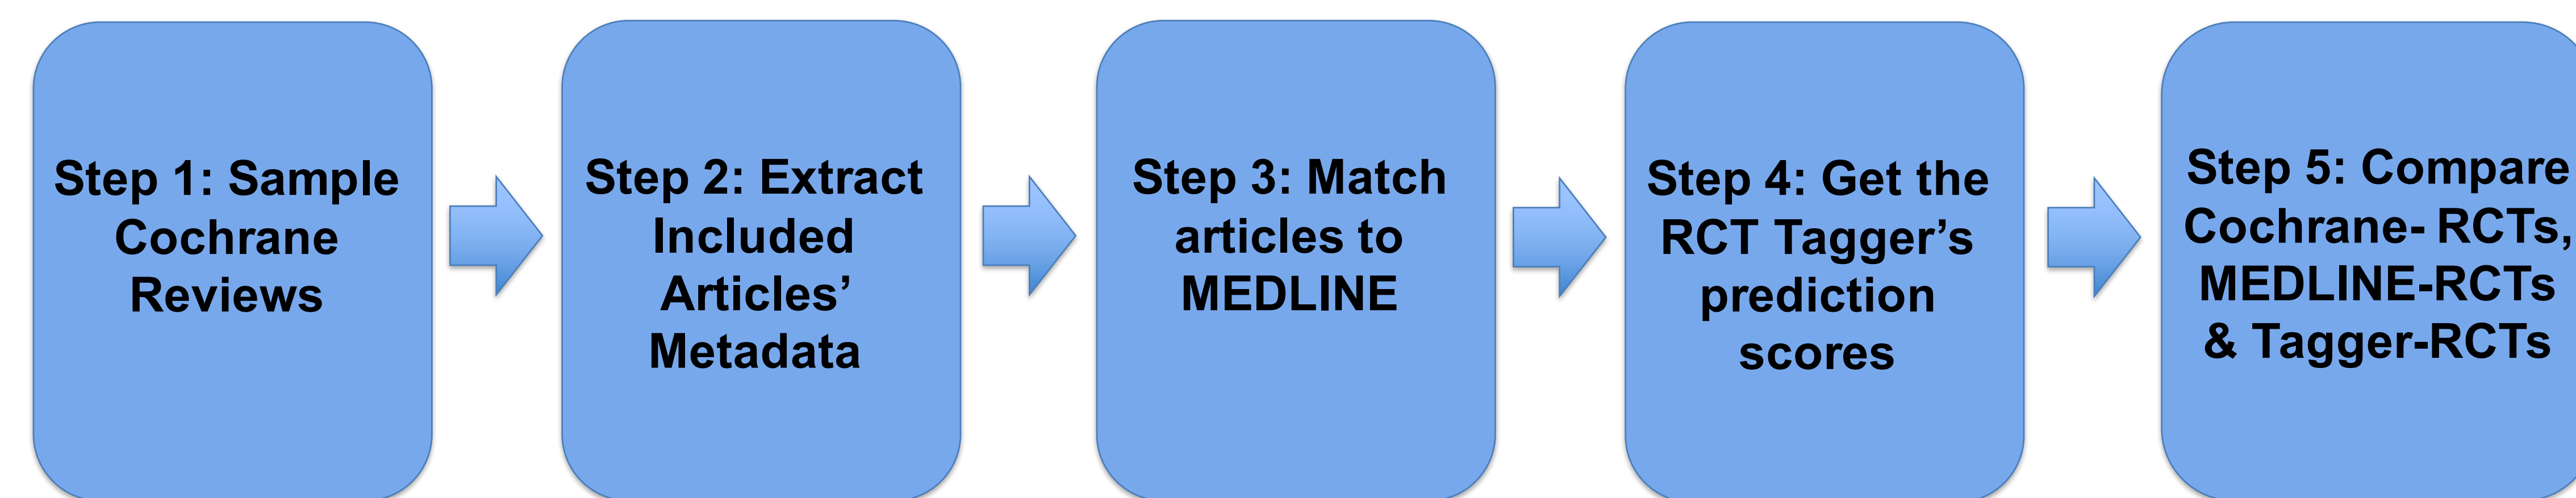 Step 1: Sample
Cochrane
Reviews
Step 2: Extract
Included
Articles’
Metadata
Step 3: Match
articles to
MEDLINE
Step 4: Get the
RCT Tagger’s
prediction
scores
Step 5: Compare
Cochrane- RCTs,
MEDLINE-RCTs
& Tagger-RCTs